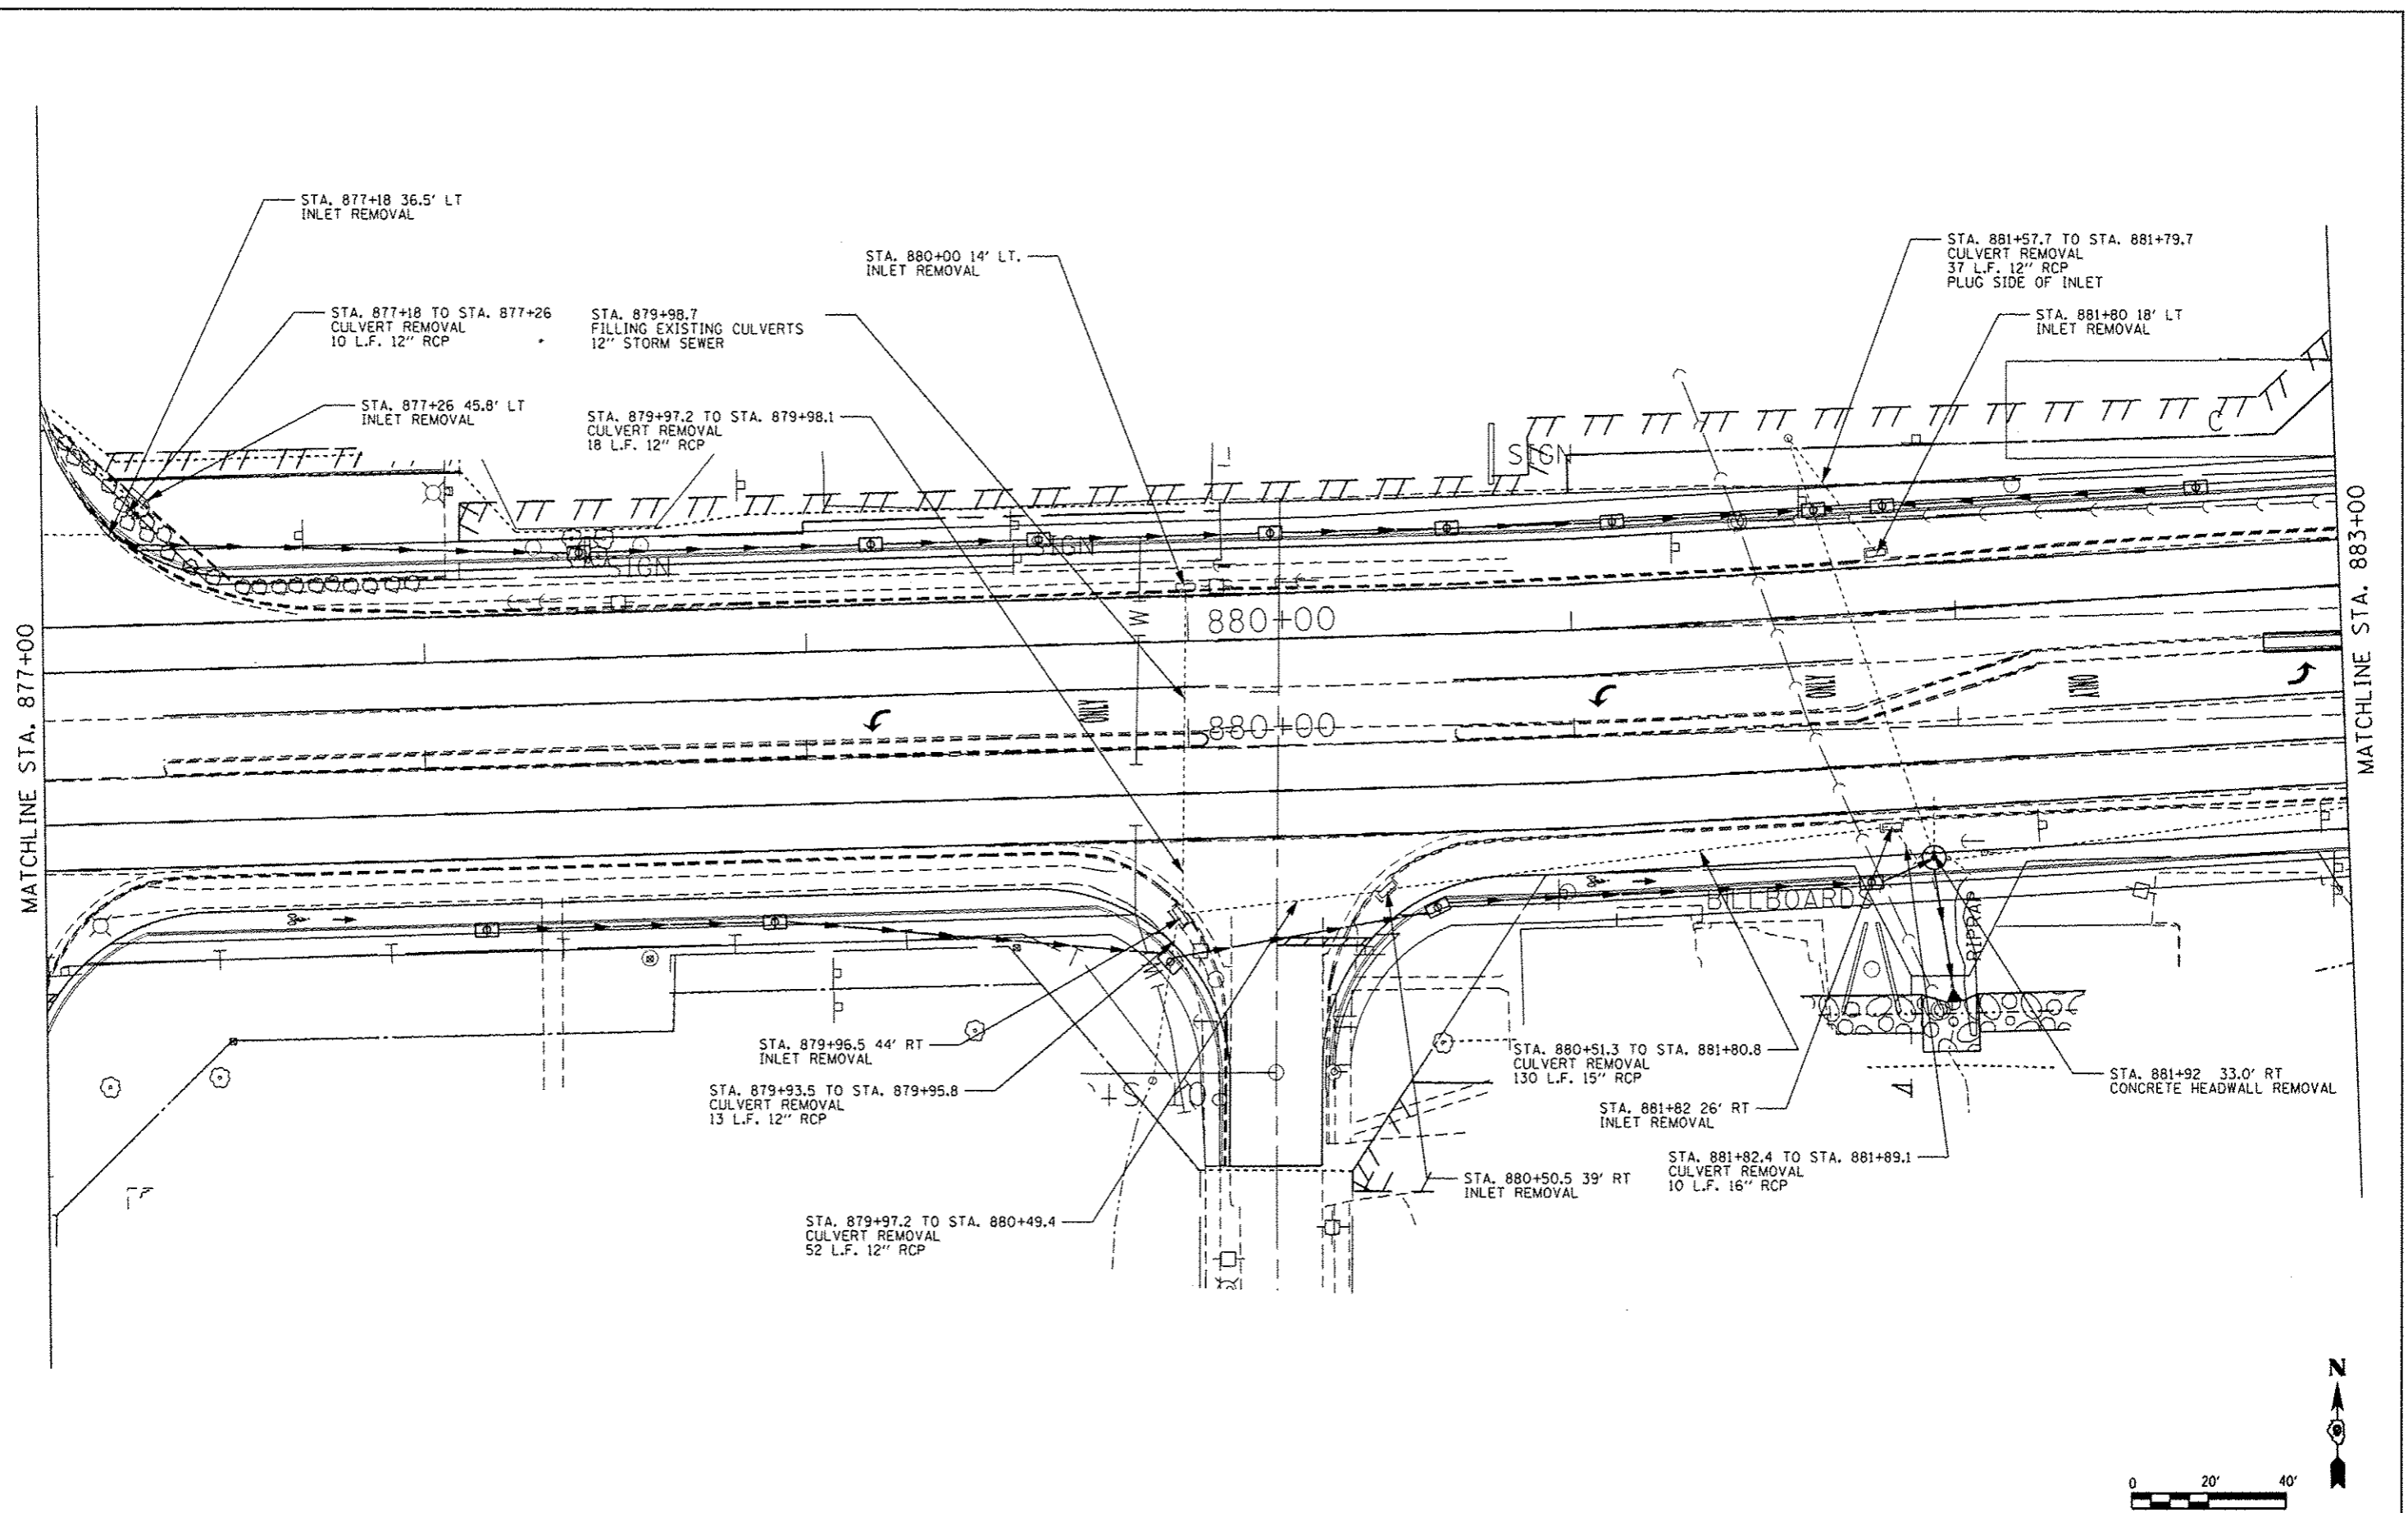 STA. 877+18 36.5' LT
INLET REMOVAL
STA. 877+18 TO STA. 877+26
CULVERT REMOVAL
10 L.F. 12" RCP
STA. 877+26 45.8' LT
INLET REMOVAL
STA. 879+98.7
FILLING EXISTING CULVERTS
12" STORM SEWER
STA. 879+97.2 TO STA. 879+98.1
CULVERT REMOVAL
18 L.F. 12" RCP
STA. 880+00 14' LT.
INLET REMOVAL
STA. 881+57.7 TO STA. 881+79.7
CULVERT REMOVAL
37 L.F. 12" RCP
PLUG SIDE OF INLET
STA. 881+80 18' LT
INLET REMOVAL
SIGN
SIGN
SIGN
W
880+00
880+00
ONLY
ONLY
ONLY
MATCHLINE STA. 877+00
MATCHLINE STA. 883+00
BILLBOARDS
RIPRAP
W
STA. 879+96.5 44' RT
INLET REMOVAL
STA. 879+93.5 TO STA. 879+95.8
CULVERT REMOVAL
13 L.F. 12" RCP
STA. 879+97.2 TO STA. 880+49.4
CULVERT REMOVAL
52 L.F. 12" RCP
STA. 880+51.3 TO STA. 881+80.8
CULVERT REMOVAL
130 L.F. 15" RCP
STA. 881+82 26' RT
INLET REMOVAL
STA. 881+82.4 TO STA. 881+89.1
CULVERT REMOVAL
10 L.F. 16" RCP
STA. 880+50.5 39' RT
INLET REMOVAL
STA. 881+92 33.0' RT
CONCRETE HEADWALL REMOVAL
N
0 20' 40'